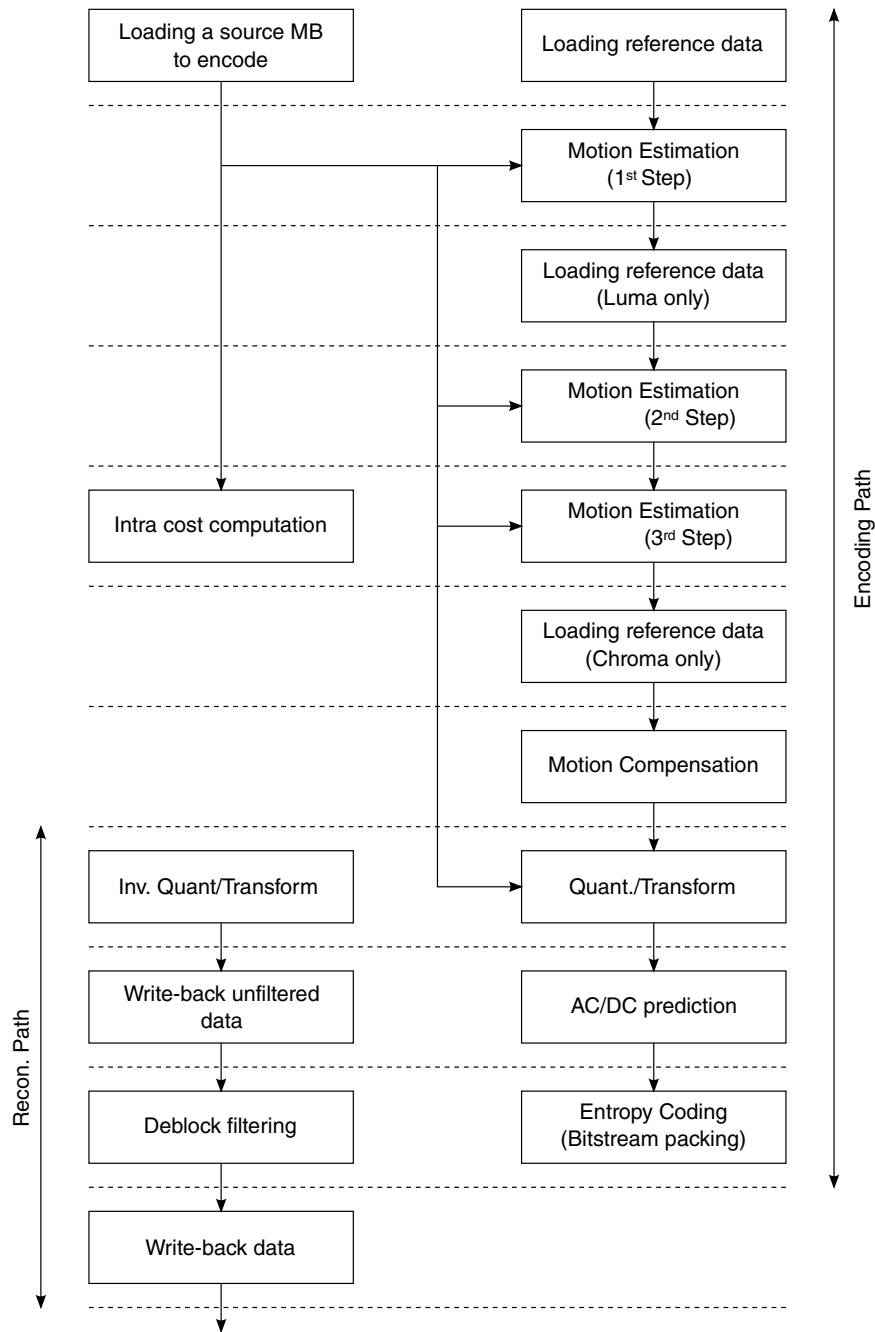 Loading a source MB
to encode
Loading reference data
Motion Estimation
(1st Step)
Loading reference data
(Luma only)
Motion Estimation
(2nd Step)
Intra cost computation
Motion Estimation
(3rd Step)
Encoding Path
Loading reference data
(Chroma only)
Motion Compensation
Inv. Quant/Transform
Quant./Transform
Write-back unfiltered
data
AC/DC prediction
Recon. Path
Deblock filtering
Entropy Coding
(Bitstream packing)
Write-back data